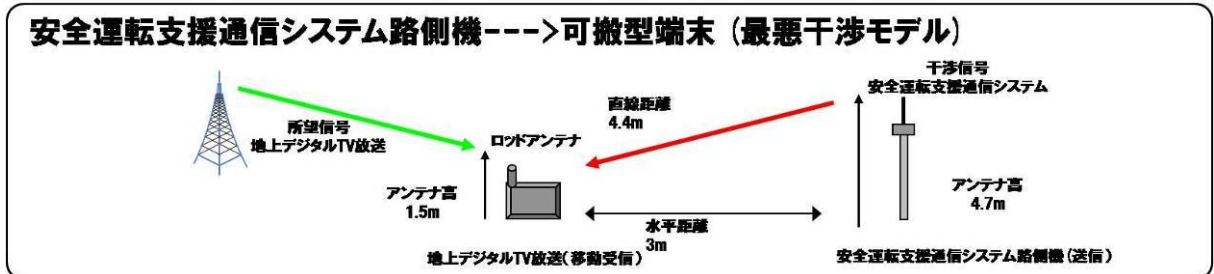 安全運転支援通信システム路側機--->可搬型端末（最悪干渉モデル）
干渉信号
安全運転支援通信システム
直線距離
4.4m
所望信号
地上デジタルTV放送
ロッドアンテナ
アンテナ高
1.5m
アンテナ高
4.7m
水平距離
3m
地上デジタルTV放送（移動受信）
安全運転支援通信システム路側機（送信）